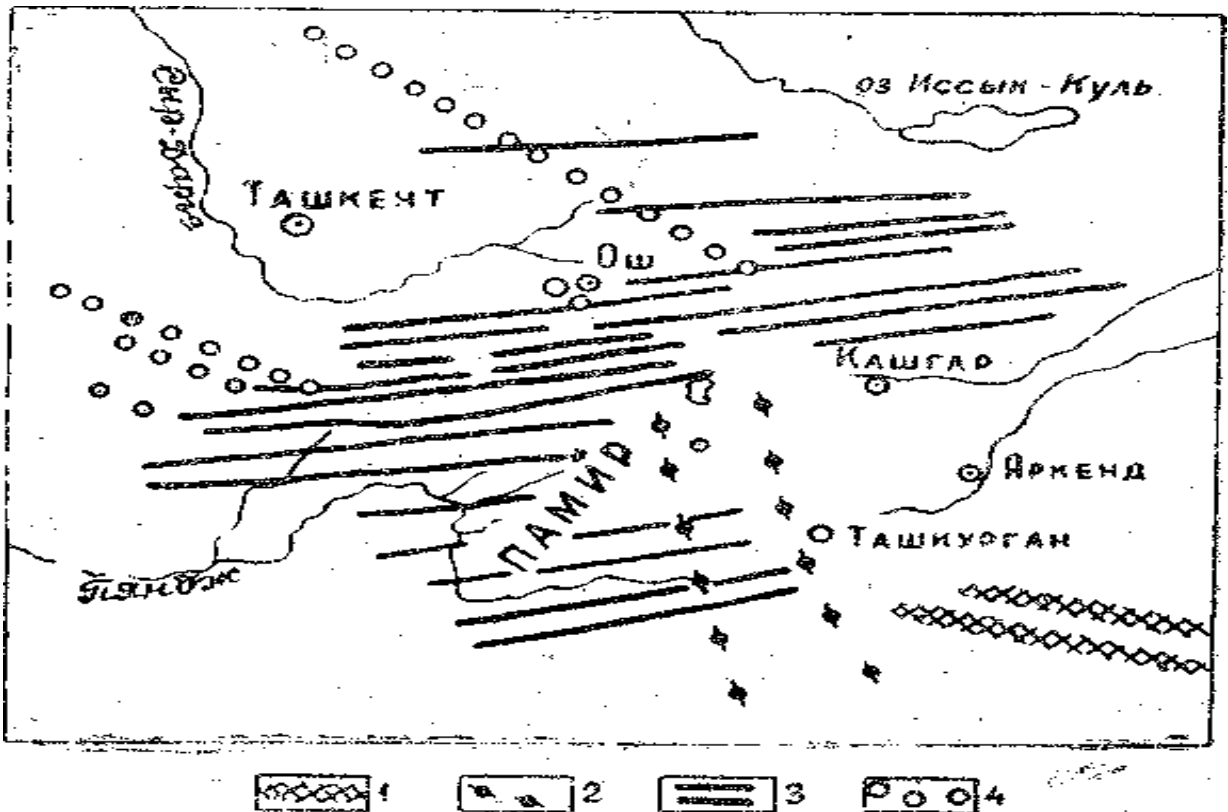 оз Иссык-Куль
Сыр-Дарья
Ташкент
Ош
Кашгар
Яркенд
ПАМИР
Ташкурган
Пяндж
1 2 3 4